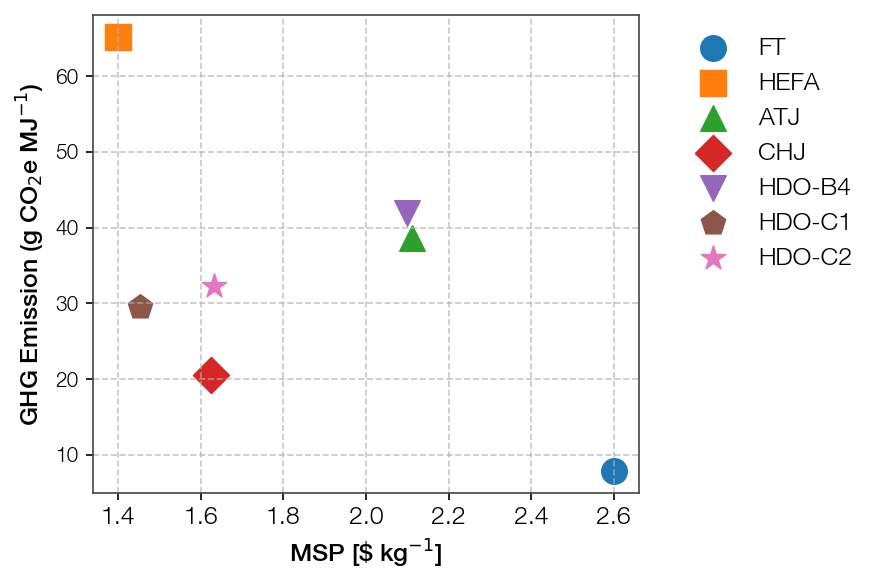 GHG Emission (g CO₂e MJ⁻¹)
60
50
40
30
20
10
1.4 1.6 1.8 2.0 2.2 2.4 2.6
MSP [$ kg⁻¹]
FT
HEFA
ATJ
CHJ
HDO-B4
HDO-C1
HDO-C2